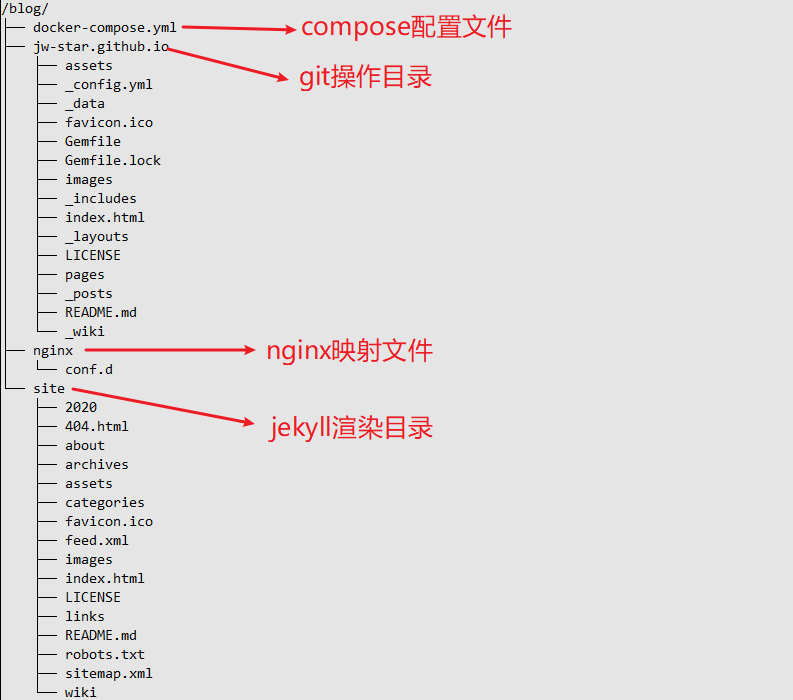 /blog/
├── docker-compose.yml compose配置文件
├── jw-star.github.io git操作目录
│   ├── assets
│   ├── _config.yml
│   ├── _data
│   ├── favicon.ico
│   ├── Gemfile
│   ├── Gemfile.lock
│   ├── images
│   ├── _includes
│   ├── index.html
│   ├── _layouts
│   ├── LICENSE
│   ├── pages
│   ├── _posts
│   ├── README.md
│   └── _wiki
├── nginx nginx映射文件
│   └── conf.d
└── site jekyll渲染目录
    ├── 2020
    ├── 404.html
    ├── about
    ├── archives
    ├── assets
    ├── categories
    ├── favicon.ico
    ├── feed.xml
    ├── images
    ├── index.html
    ├── LICENSE
    ├── links
    ├── README.md
    ├── robots.txt
    ├── sitemap.xml
    └── wiki